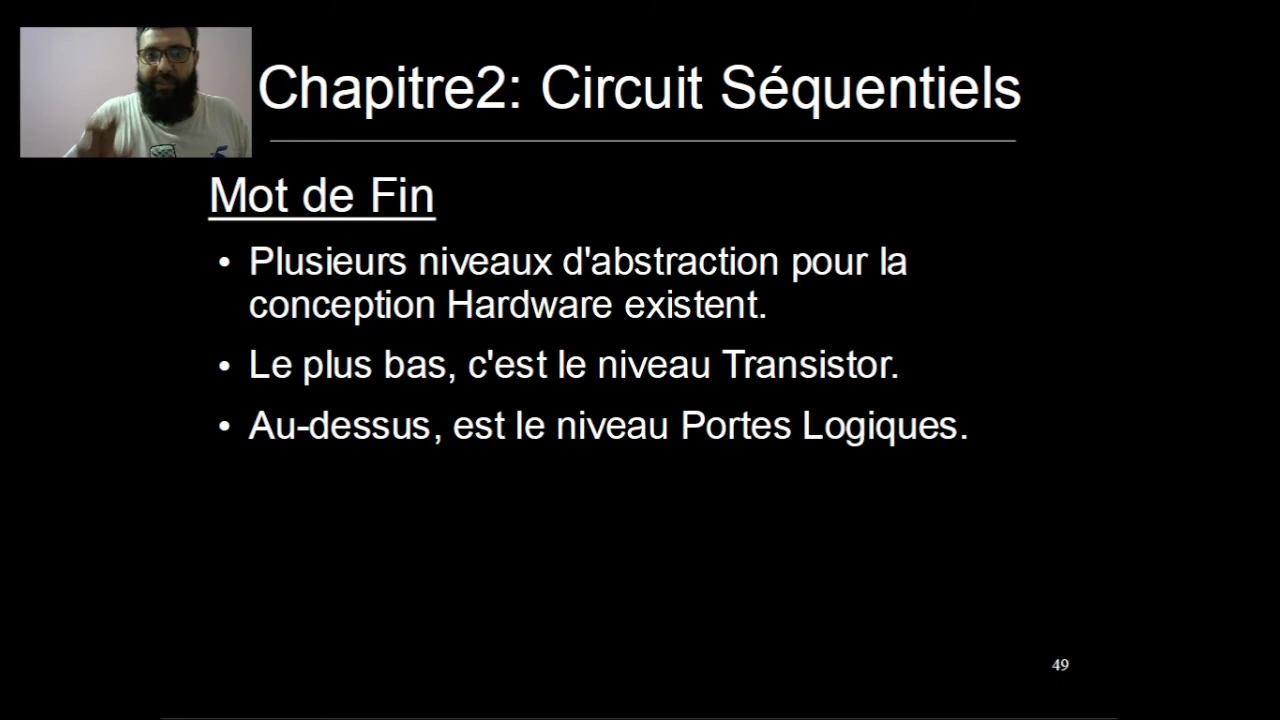 Chapitre2: Circuit Séquentiels
Mot de Fin
• Plusieurs niveaux d'abstraction pour la
conception Hardware existent.
• Le plus bas, c'est le niveau Transistor.
• Au-dessus, est le niveau Portes Logiques.
49